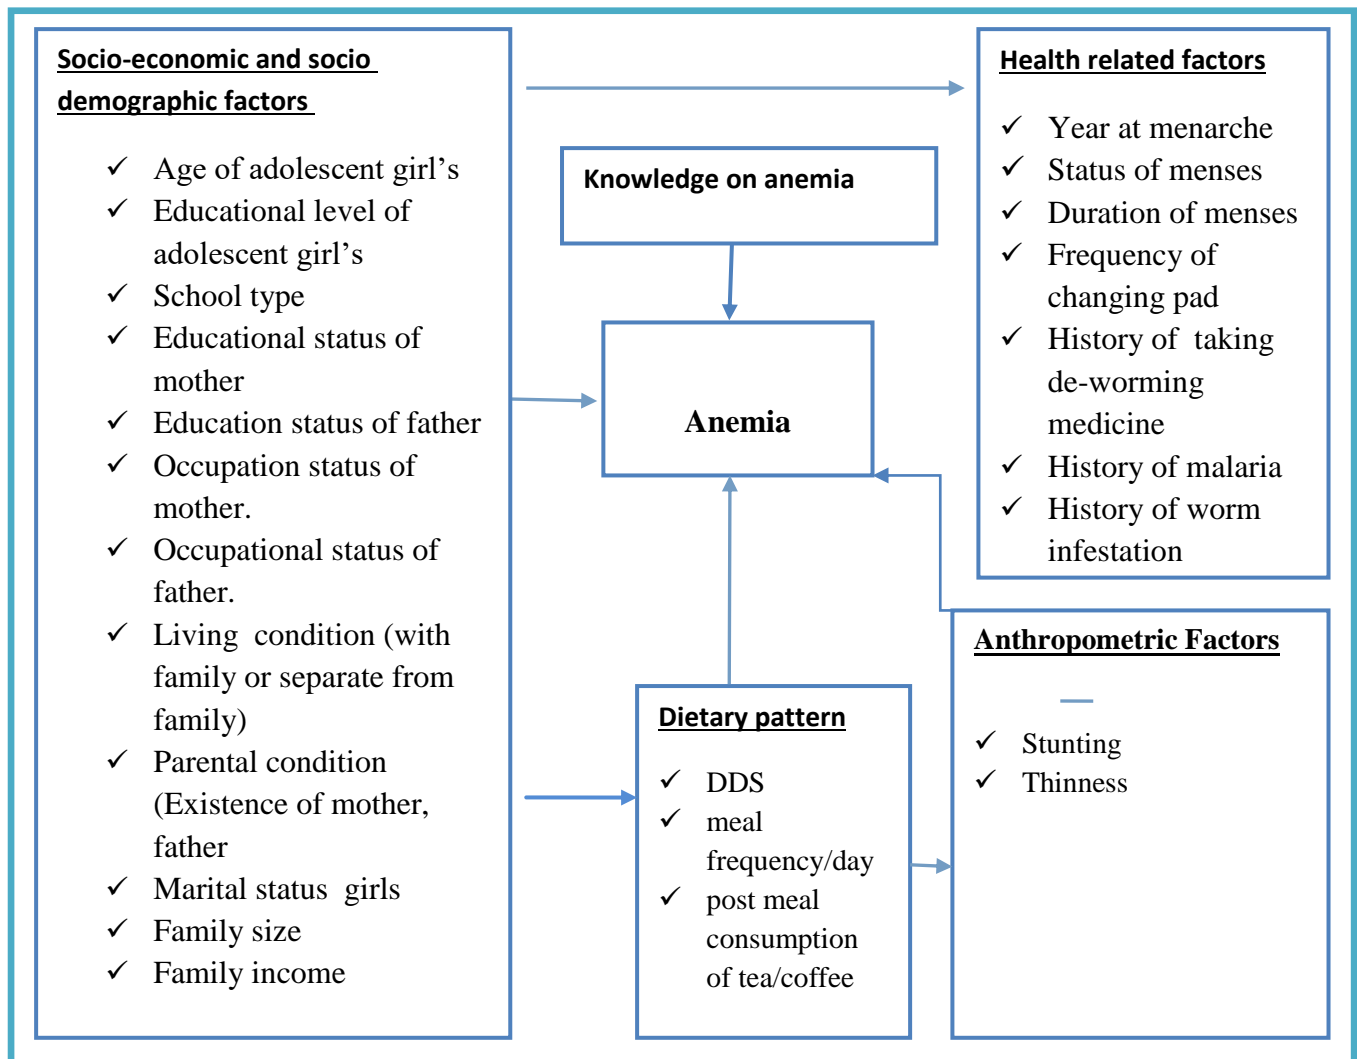 Socio-economic and socio
demographic factors
✓ Age of adolescent girl’s
✓ Educational level of
adolescent girl’s
✓ School type
✓ Educational status of
mother
✓ Education status of father
✓ Occupation status of
mother.
✓ Occupational status of
father.
✓ Living condition (with
family or separate from
family)
✓ Parental condition
(Existence of mother,
father
✓ Marital status girls
✓ Family size
✓ Family income
Knowledge on anemia
Anemia
Dietary pattern
✓ DDS
✓ meal
frequency/day
✓ post meal
consumption
of tea/coffee
Health related factors
✓ Year at menarche
✓ Status of menses
✓ Duration of menses
✓ Frequency of
changing pad
✓ History of taking
de-worming
medicine
✓ History of malaria
✓ History of worm
infestation
Anthropometric Factors
✓ Stunting
✓ Thinness